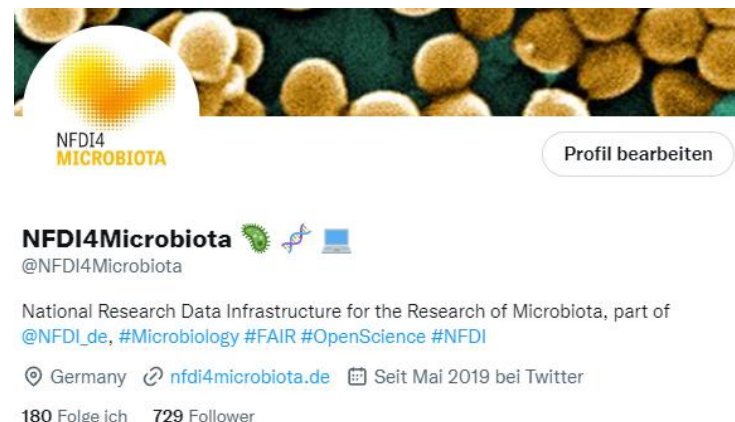 NFDI4
MICROBIOTA
Profil bearbeiten
NFDI4Microbiota 🦠 🧬 💻
@NFDI4Microbiota
National Research Data Infrastructure for the Research of Microbiota, part of
@NFDI_de, #Microbiology #FAIR #OpenScience #NFDI
Germany nfdi4microbiota.de Seit Mai 2019 bei Twitter
180 Folge ich 729 Follower